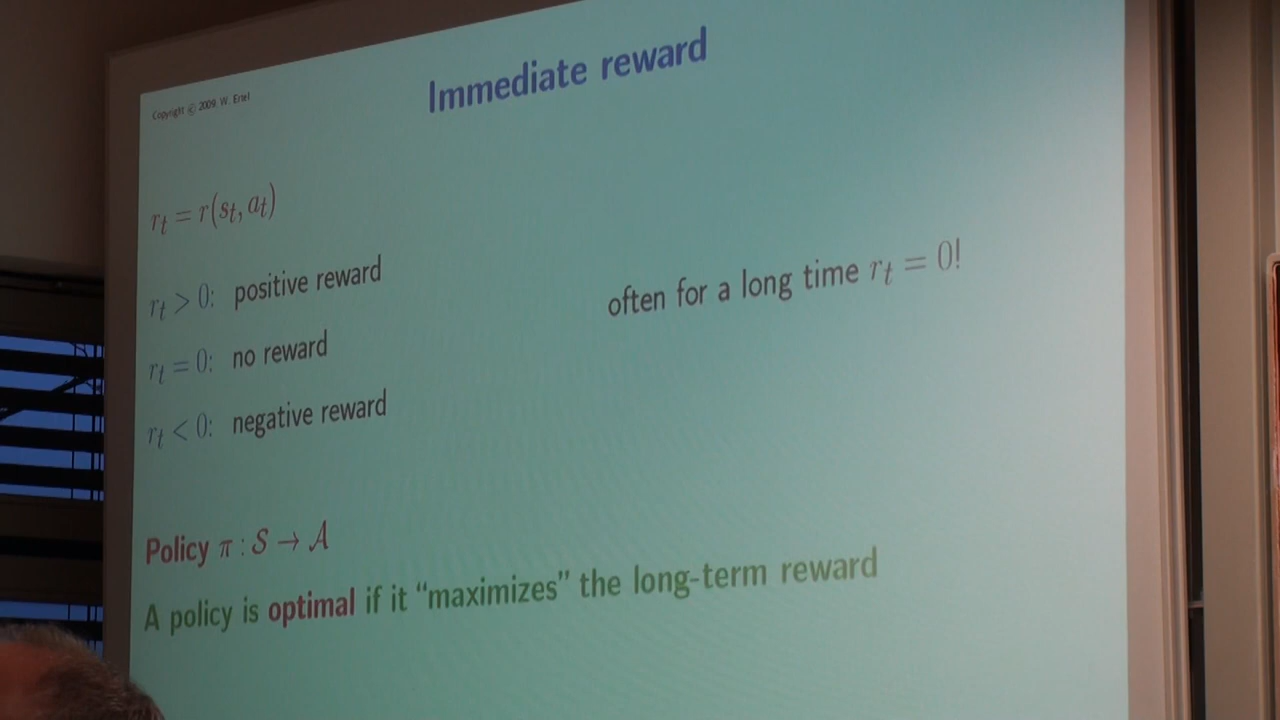 Immediate reward
Copyright © 2009, W. Ertel
r_t = r(s_t, a_t)
r_t > 0: positive reward
often for a long time r_t = 0!
r_t = 0: no reward
r_t < 0: negative reward
Policy π : S → A
A policy is optimal if it “maximizes” the long-term reward